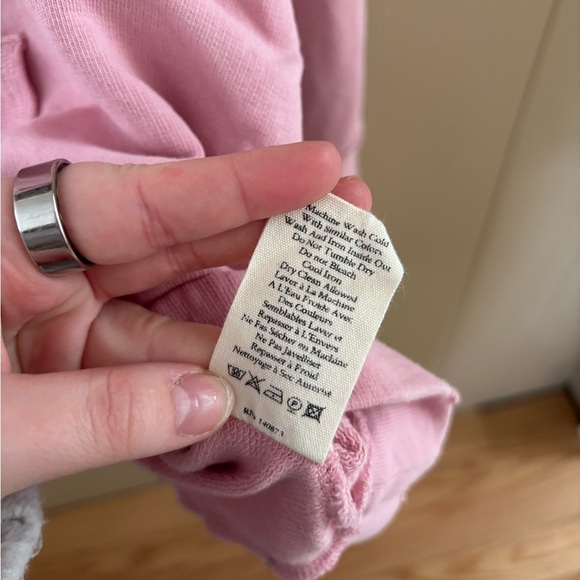 Machine Wash Cold
With Similar Colors
Wash And Iron Inside Out
Do Not Tumble Dry
Do not Bleach
Cool Iron
Dry Clean Allowed
Laver à La Machine
A L'Eau Froide Avec
Des Couleurs
Semblables Laver et
Repasser à L'Envers
Ne Pas Sécher en Machine
Ne Pas Javelliser
Repasser à Froid
Nettoyage à Sec Autorisé
P
RN 140873